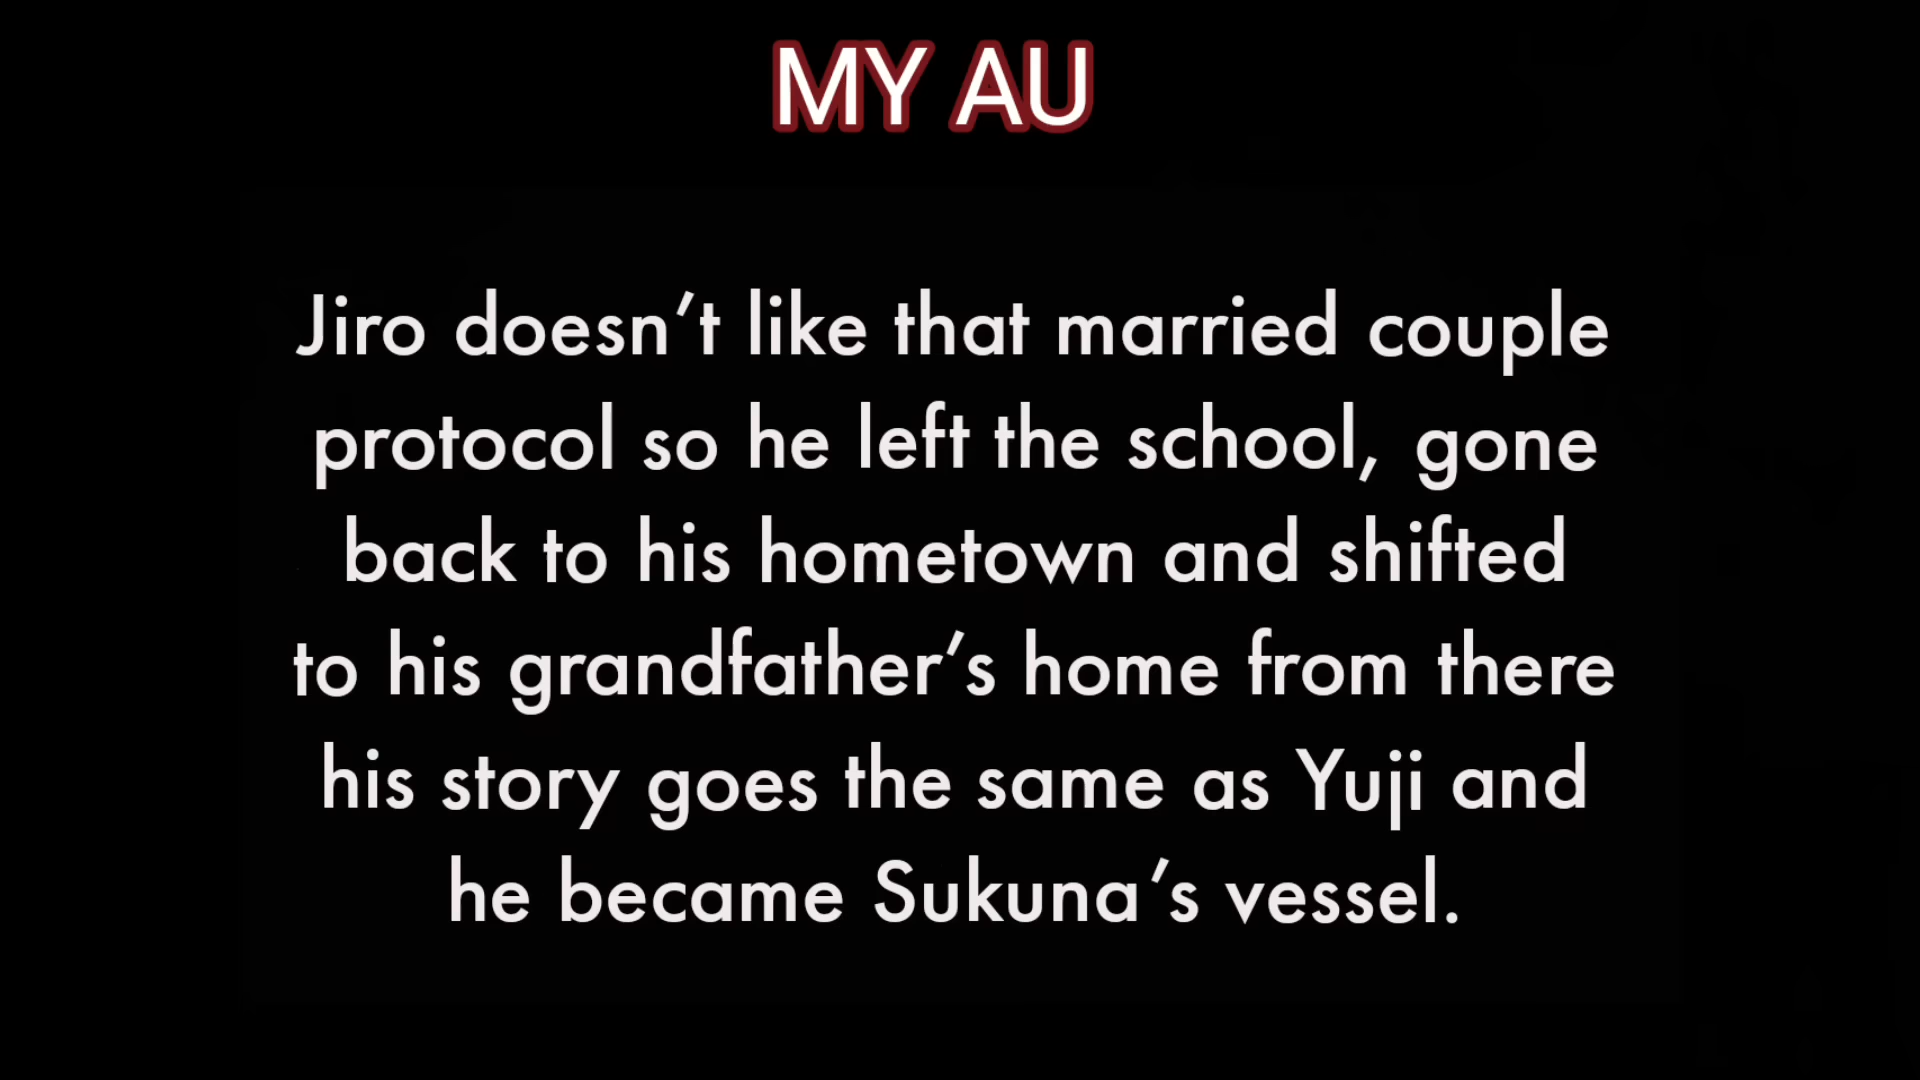 MY AU
Jiro doesn’t like that married couple
protocol so he left the school, gone
back to his hometown and shifted
to his grandfather’s home from there
his story goes the same as Yuji and
he became Sukuna’s vessel.